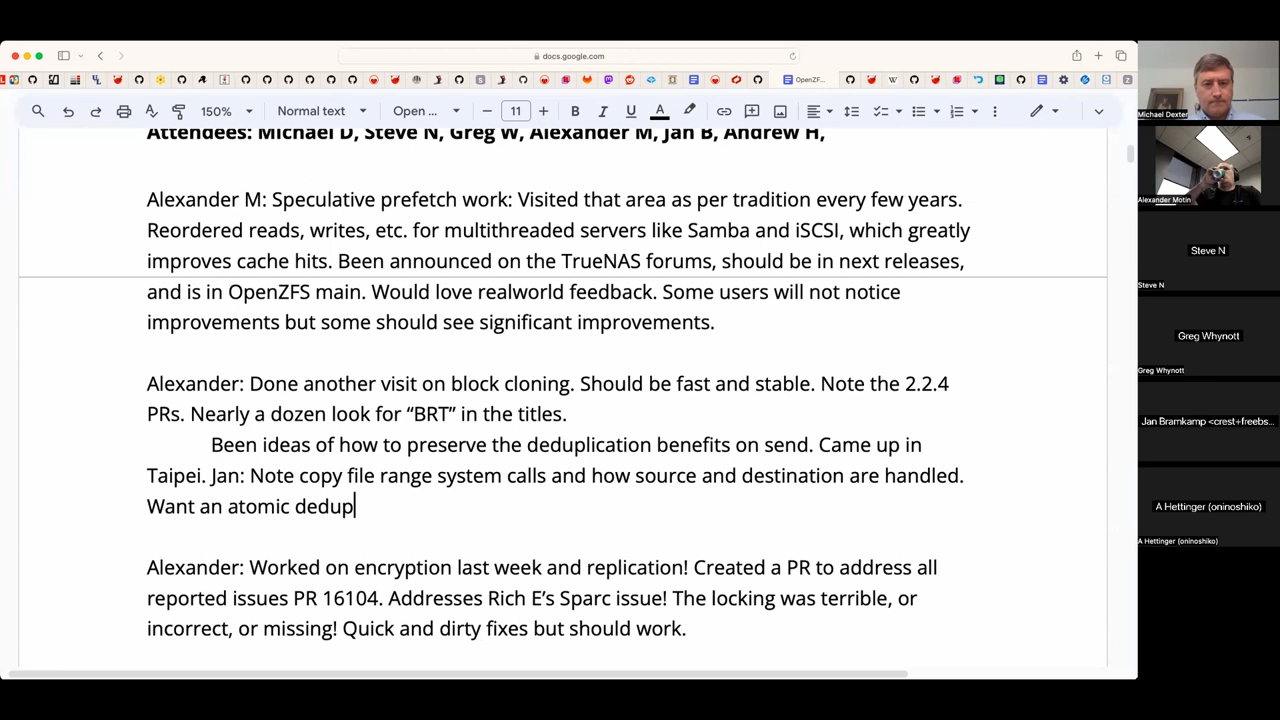 docs.google.com
OpenZF...
150%
Normal text
Open ...
11
Attendees: Michael D, Steve N, Greg W, Alexander M, Jan B, Andrew H,
Alexander M: Speculative prefetch work: Visited that area as per tradition every few years.
Reordered reads, writes, etc. for multithreaded servers like Samba and iSCSI, which greatly
improves cache hits. Been announced on the TrueNAS forums, should be in next releases,
and is in OpenZFS main. Would love realworld feedback. Some users will not notice
improvements but some should see significant improvements.
Alexander: Done another visit on block cloning. Should be fast and stable. Note the 2.2.4
PRs. Nearly a dozen look for “BRT” in the titles.
Been ideas of how to preserve the deduplication benefits on send. Came up in
Taipei. Jan: Note copy file range system calls and how source and destination are handled.
Want an atomic dedup
Alexander: Worked on encryption last week and replication! Created a PR to address all
reported issues PR 16104. Addresses Rich E’s Sparc issue! The locking was terrible, or
incorrect, or missing! Quick and dirty fixes but should work.
Michael Dexter
Alexander Motin
Steve N
Steve N
Greg Whynott
Greg Whynott
Jan Bramkamp <crest+freebs...
A Hettinger (oninoshiko)
A Hettinger (oninoshiko)